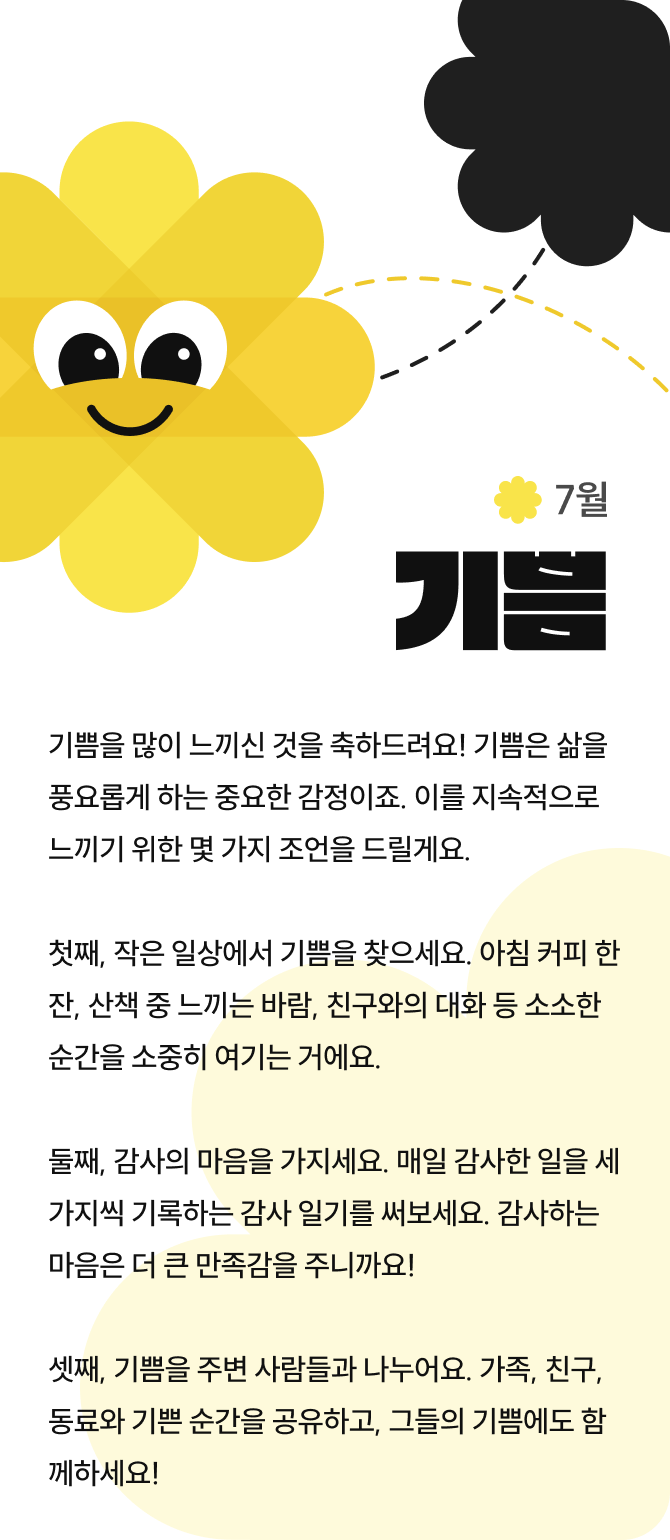 7월
기쁨
기쁨을 많이 느끼신 것을 축하드려요! 기쁨은 삶을
풍요롭게 하는 중요한 감정이죠. 이를 지속적으로
느끼기 위한 몇 가지 조언을 드릴게요.
첫째, 작은 일상에서 기쁨을 찾으세요. 아침 커피 한
잔, 산책 중 느끼는 바람, 친구와의 대화 등 소소한
순간을 소중히 여기는 거에요.
둘째, 감사의 마음을 가지세요. 매일 감사한 일을 세
가지씩 기록하는 감사 일기를 써보세요. 감사하는
마음은 더 큰 만족감을 주니까요!
셋째, 기쁨을 주변 사람들과 나누어요. 가족, 친구,
동료와 기쁜 순간을 공유하고, 그들의 기쁨에도 함
께하세요!